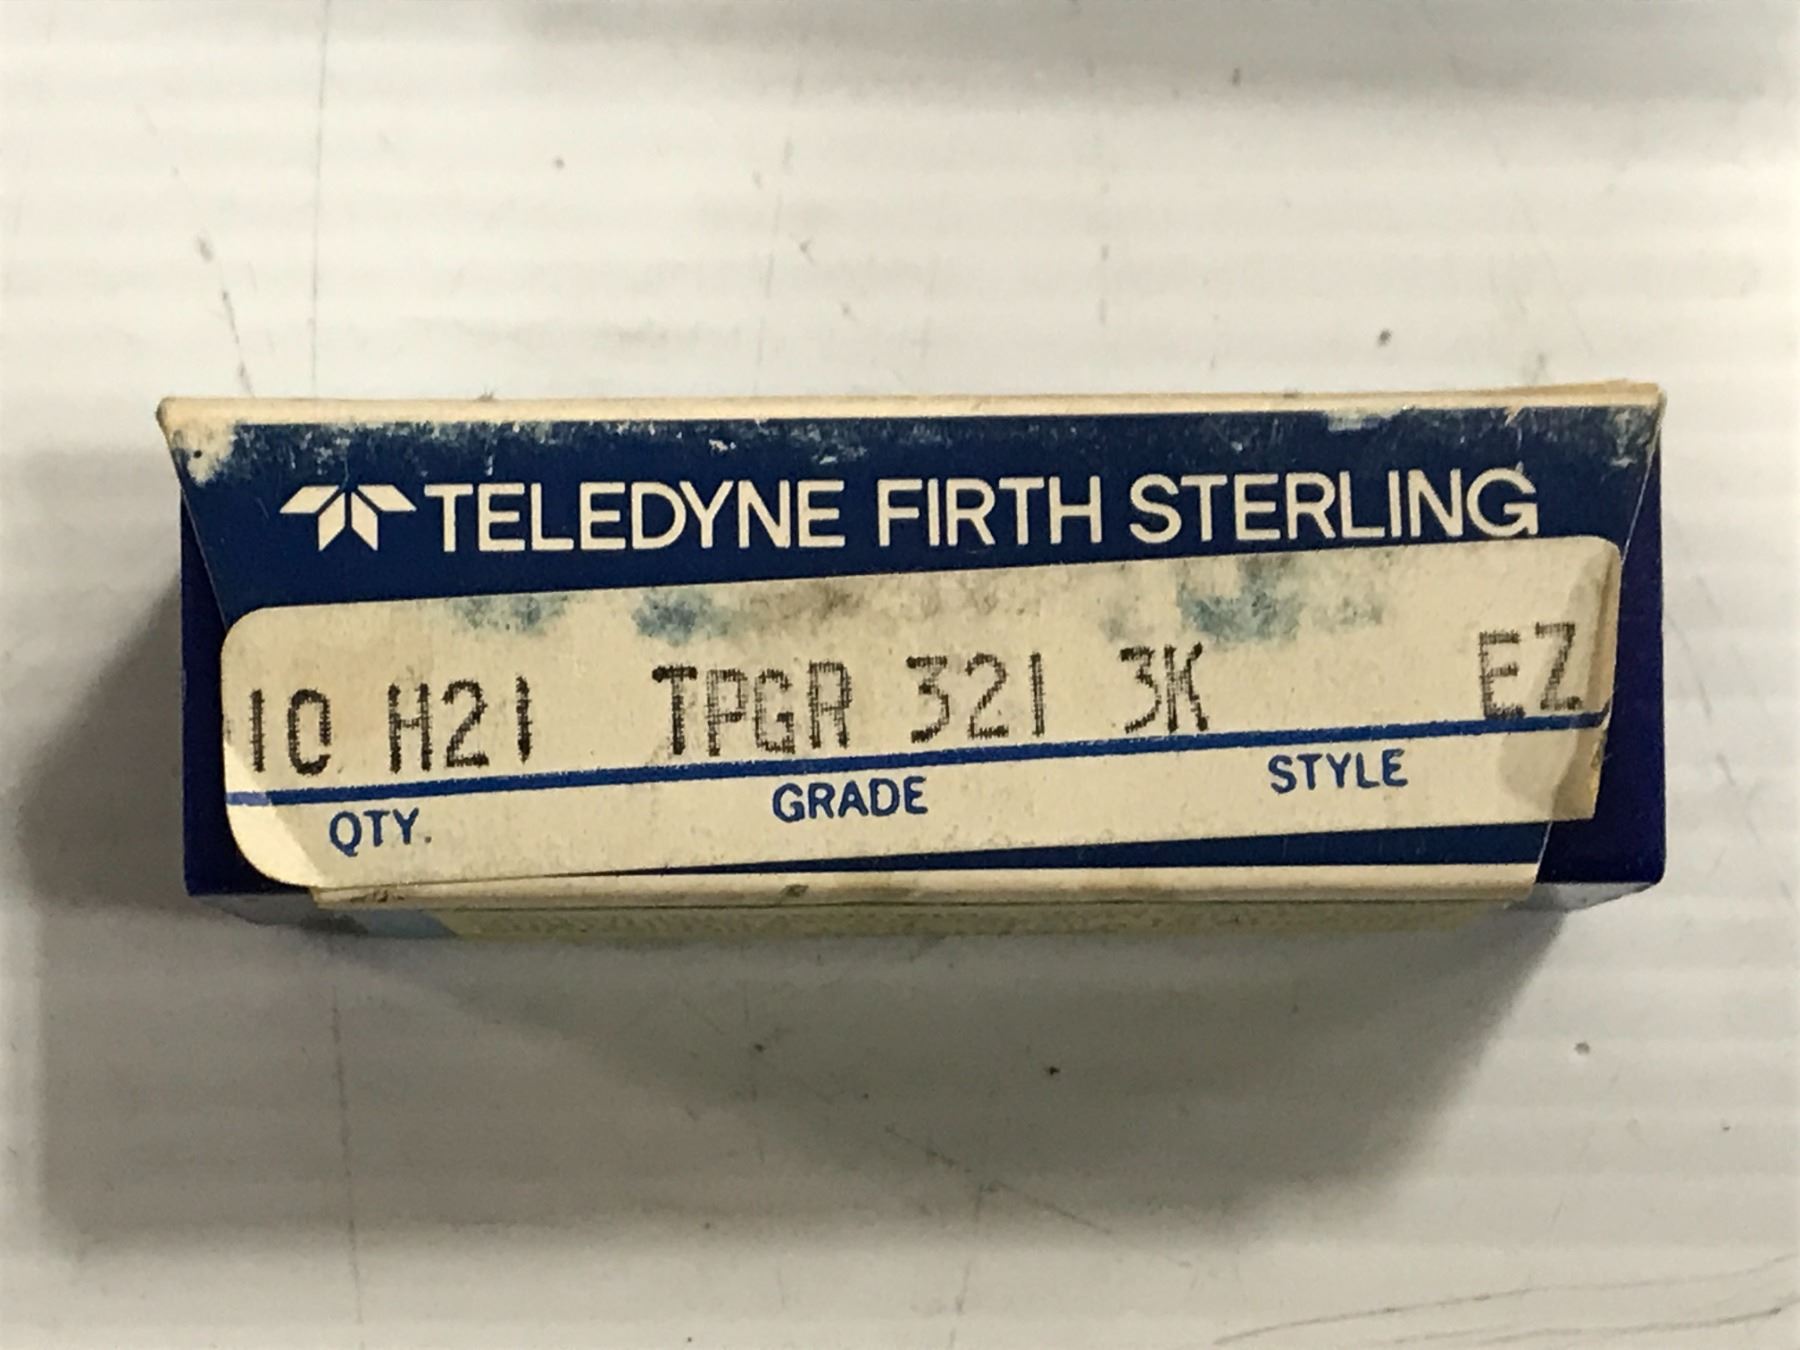 TELEDYNE FIRTH STERLING
10 H21 TPGR 321 3K EZ
QTY. GRADE STYLE